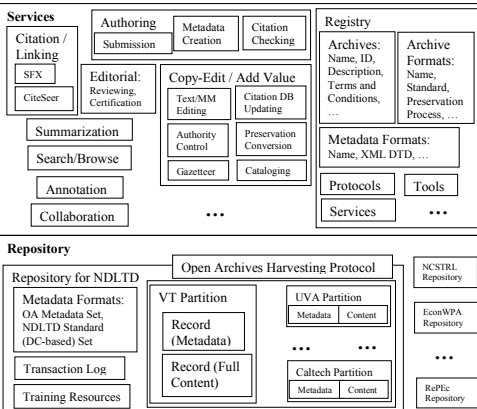 Services
Citation /
Linking
SFX
CiteSeer
Authoring
Submission
Metadata
Creation
Citation
Checking
Editorial:
Reviewing,
Certification
Copy-Edit / Add Value
Text/MM
Editing
Citation DB
Updating
Authority
Control
Preservation
Conversion
Gazetteer
Cataloging
Summarization
Search/Browse
Annotation
Collaboration
...
Registry
Archives:
Name, ID,
Description,
Terms and
Conditions,
…
Archive
Formats:
Name,
Standard,
Preservation
Process, …
Metadata Formats:
Name, XML DTD, …
Protocols
Tools
Services
...
Repository
Repository for NDLTD
Open Archives Harvesting Protocol
Metadata Formats:
OA Metadata Set,
NDLTD Standard
(DC-based) Set
Transaction Log
Training Resources
VT Partition
Record
(Metadata)
Record (Full
Content)
UVA Partition
Metadata Content
... ...
Caltech Partition
Metadata Content
NCSTRL
Repository
EconWPA
Repository
...
RePEc
Repository